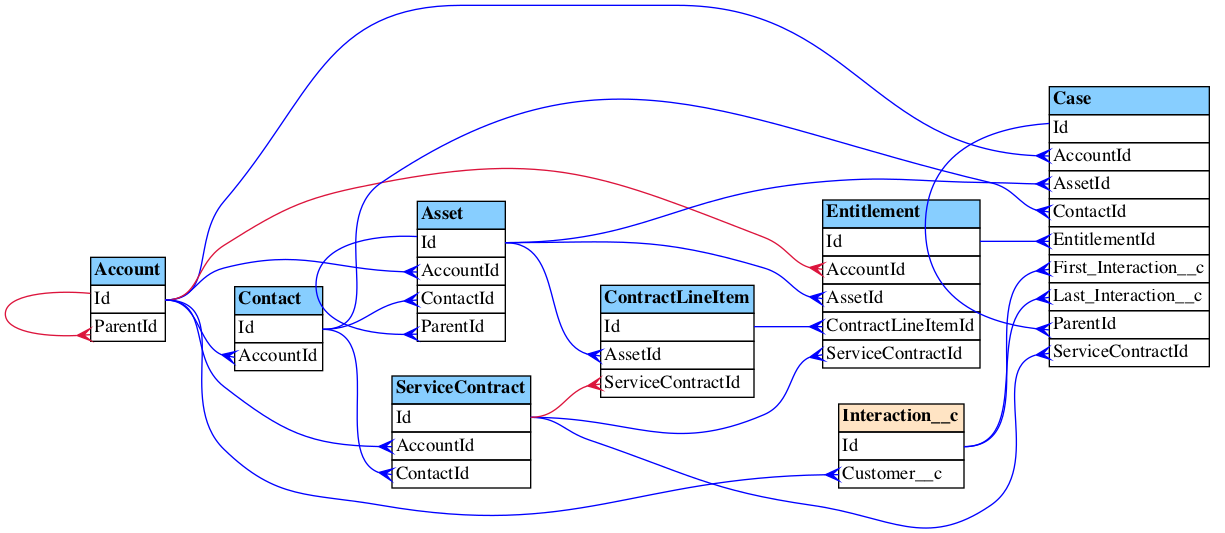 Account
Id
ParentId
Contact
Id
AccountId
Asset
Id
AccountId
ContactId
ParentId
ServiceContract
Id
AccountId
ContactId
ContractLineItem
Id
AssetId
ServiceContractId
Entitlement
Id
AccountId
AssetId
ContractLineItemId
ServiceContractId
Interaction__c
Id
Customer__c
Case
Id
AccountId
AssetId
ContactId
EntitlementId
First_Interaction__c
Last_Interaction__c
ParentId
ServiceContractId